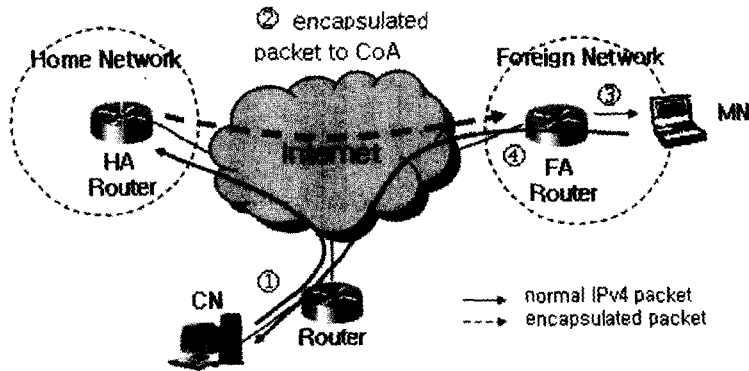 ② encapsulated
packet to CoA
Home Network
Foreign Network
③
MN
Internet
HA
Router
④
FA
Router
①
CN
Router
normal IPv4 packet
encapsulated packet